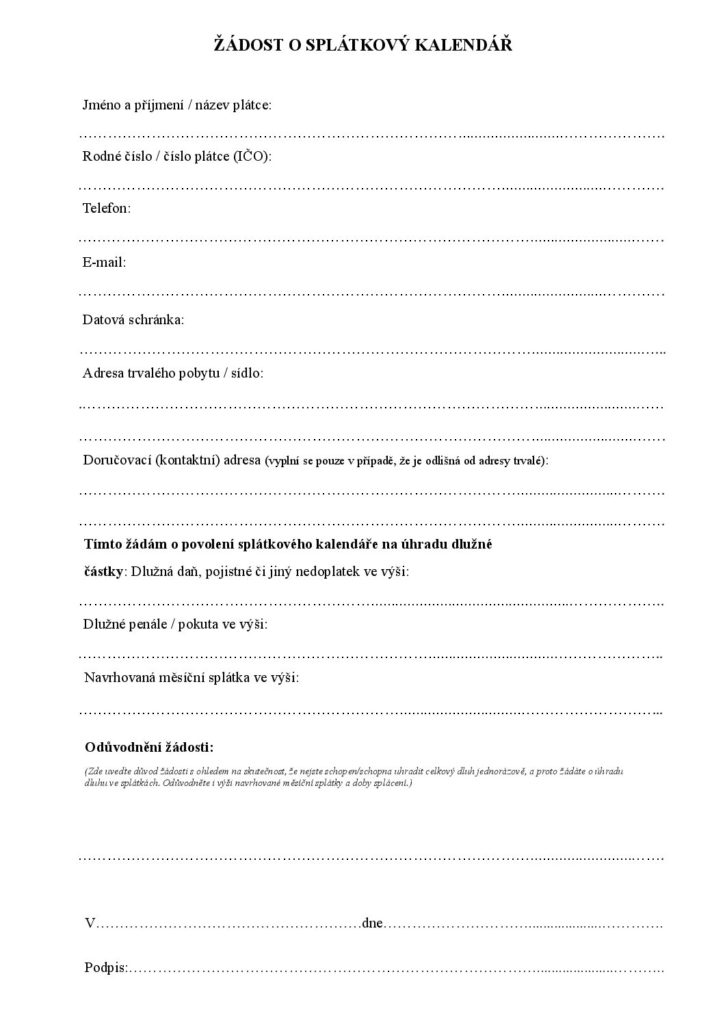 ŽÁDOST O SPLÁTKOVÝ KALENDÁŘ
Jméno a příjmení / název plátce:
……………………………………………………………………..........................…………………
Rodné číslo / číslo plátce (IČO):
……………………………………………………………………………..........................………….
Telefon:
…………………………………………………………………………………..........................……
E-mail:
……………………………………………………………………………..........................…………
Datová schránka:
…………………………………………………………………………………..........................…...
Adresa trvalého pobytu / sídlo:
.…………………………………………………………………………………..........................……
…………………………………………………………………………………..........................……
Doručovací (kontaktní) adresa (vyplní se pouze v případě, že je odlišná od adresy trvalé):
………………………………………………………………………………..........................……….
………………………………………………………………………………..........................……….
Tímto žádám o povolení splátkového kalendáře na úhradu dlužné
částky: Dlužná daň, pojistné či jiný nedoplatek ve výši:
……………………………………………………....................................................………………..
Dlužné penále / pokuta ve výši:
………………………………………………………………...................................…………………..
Navrhovaná měsíční splátka ve výši:
…………………………………………………………...................................………………………...
Odůvodnění žádosti:
(Zde uveďte důvod žádosti s ohledem na skutečnost, že nejste schopen/schopna uhradit celkový dluh jednorázově, a proto žádáte o úhradu
dluhu ve splátkách. Odůvodněte i výši navrhované měsíční splátky a doby splácení.)
…………………………………………………………………………………..........................…….
V……………………………………………….dne…………………………......................………….
Podpis:…………………………………………………………………………......................………..